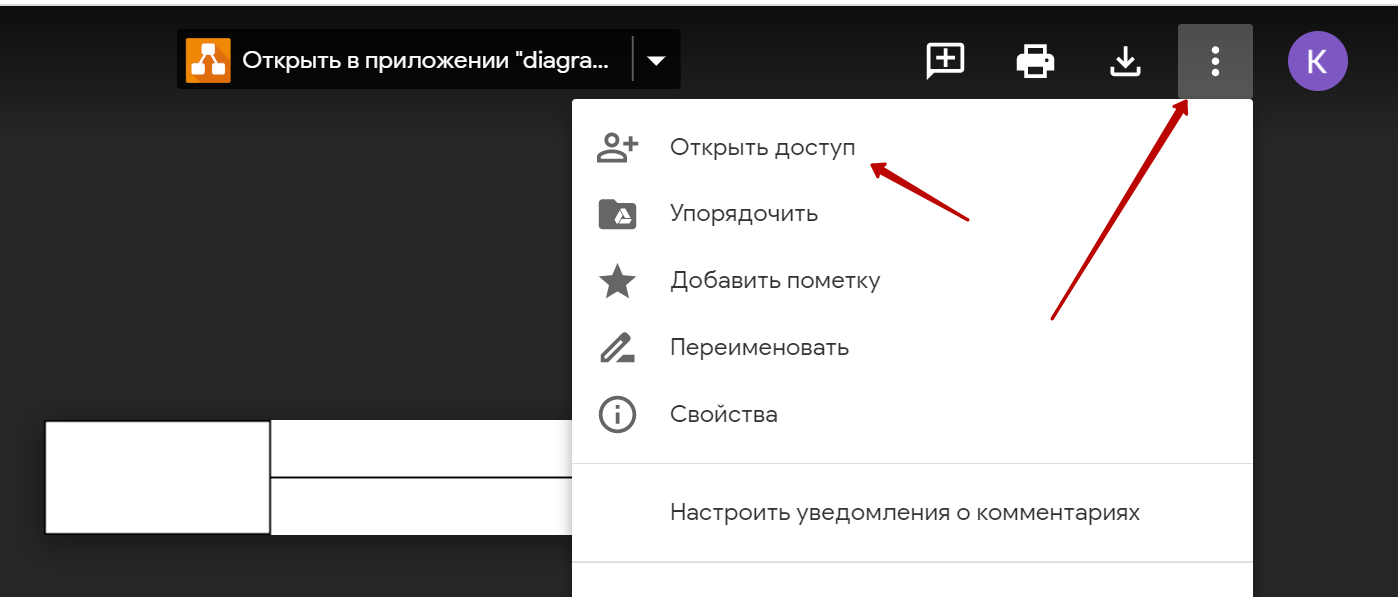 Открыть в приложении "diagra...
K
Открыть доступ
Упорядочить
Добавить пометку
Переименовать
Свойства
Настроить уведомления о комментариях